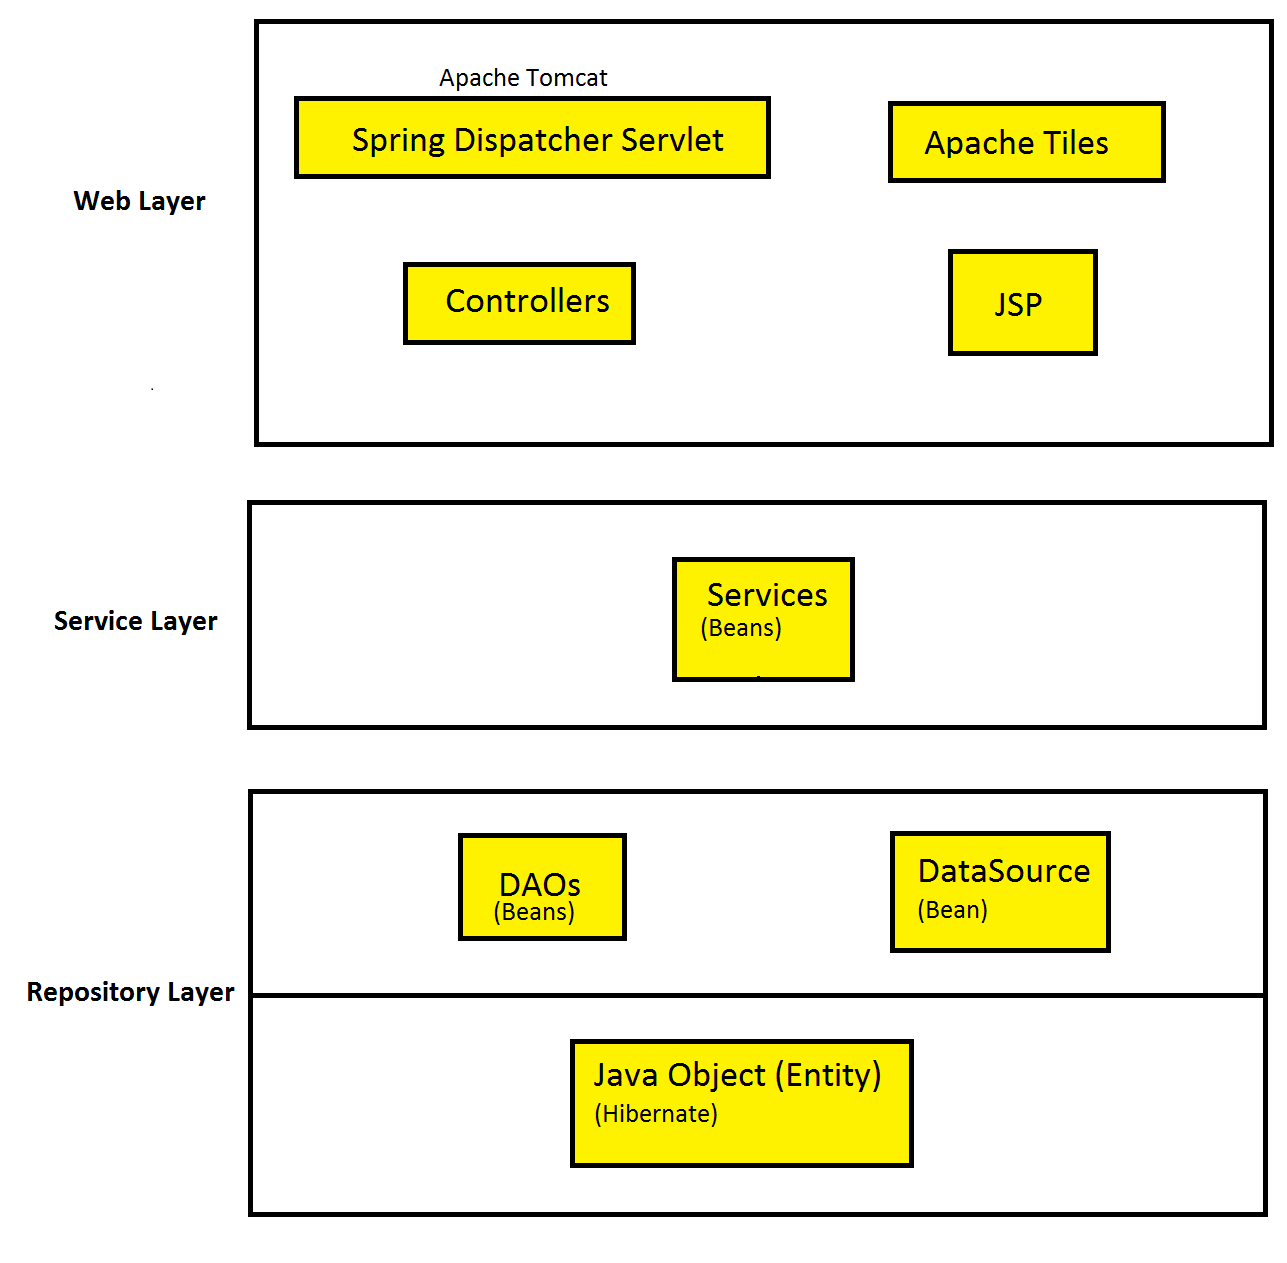 Apache Tomcat
Spring Dispatcher Servlet
Apache Tiles
Web Layer
Controllers
JSP
Services
(Beans)
Service Layer
DAOs
(Beans)
DataSource
(Bean)
Repository Layer
Java Object (Entity)
(Hibernate)